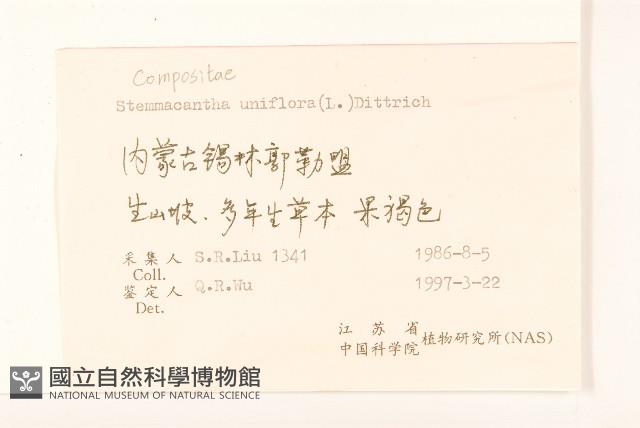 Compositae
Stemmacantha uniflora(L.)Dittrich
内蒙古锡林郭勒盟
生山坡、多年生草本 果褐色
采集人 S.R.Liu 1341 1986-8-5
Coll.
鉴定人 Q.R.Wu 1997-3-22
Det.
江苏省
中国科学院 植物研究所(NAS)
國立自然科學博物館
NATIONAL MUSEUM OF NATURAL SCIENCE